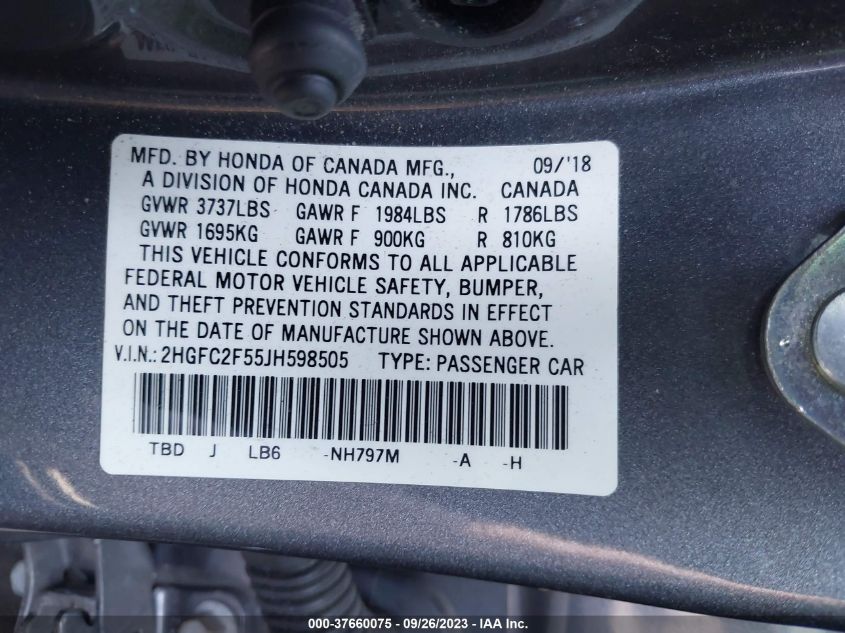 MFD. BY HONDA OF CANADA MFG., 09/'18
A DIVISION OF HONDA CANADA INC. CANADA
GVWR 3737LBS GAWR F 1984LBS R 1786LBS
GVWR 1695KG GAWR F 900KG R 810KG
THIS VEHICLE CONFORMS TO ALL APPLICABLE
FEDERAL MOTOR VEHICLE SAFETY, BUMPER,
AND THEFT PREVENTION STANDARDS IN EFFECT
ON THE DATE OF MANUFACTURE SHOWN ABOVE.
V.I.N.: 2HGFC2F55JH598505 TYPE: PASSENGER CAR
TBD J LB6 -NH797M -A -H
000-37660075 - 09/26/2023 - IAA Inc.